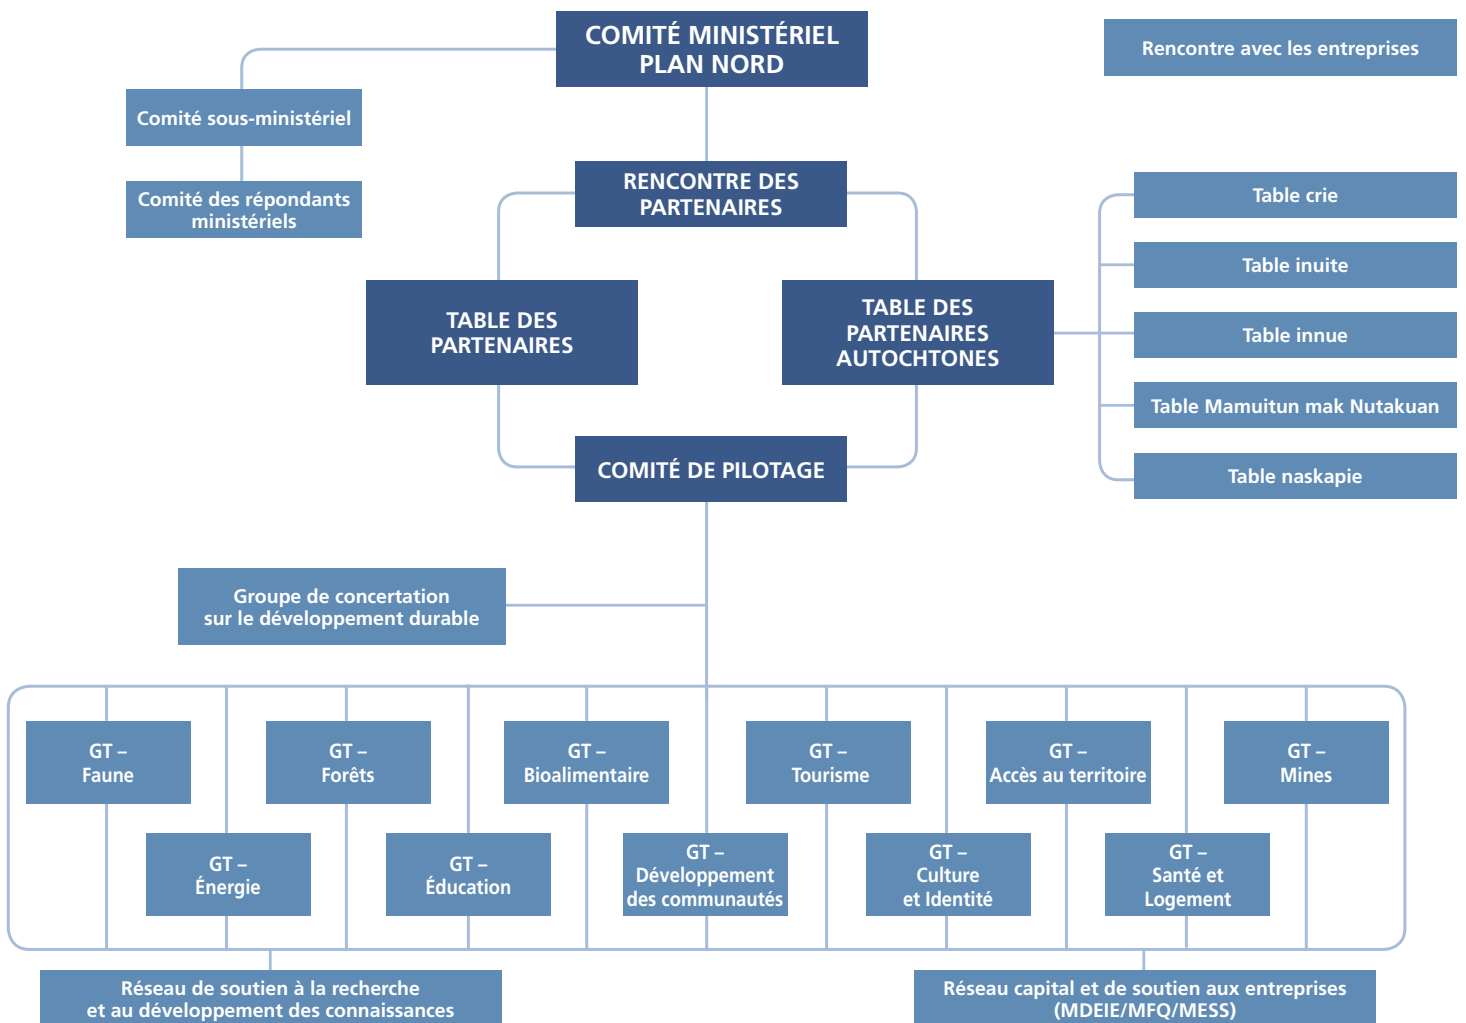 COMITÉ MINISTÉRIEL
PLAN NORD
Rencontre avec les entreprises
Comité sous-ministériel
Comité des répondants
ministériels
RENCONTRE DES
PARTENAIRES
TABLE DES
PARTENAIRES
TABLE DES
PARTENAIRES
AUTOCHTONES
Table crie
Table inuite
Table innue
Table Mamuitun mak Nutakuan
Table naskapie
COMITÉ DE PILOTAGE
Groupe de concertation
sur le développement durable
GT –
Faune
GT –
Forêts
GT –
Bioalimentaire
GT –
Tourisme
GT –
Accès au territoire
GT –
Mines
GT –
Énergie
GT –
Éducation
GT –
Développement
des communautés
GT –
Culture
et Identité
GT –
Santé et
Logement
Réseau de soutien à la recherche
et au développement des connaissances
Réseau capital et de soutien aux entreprises
(MDEIE/MFQ/MESS)